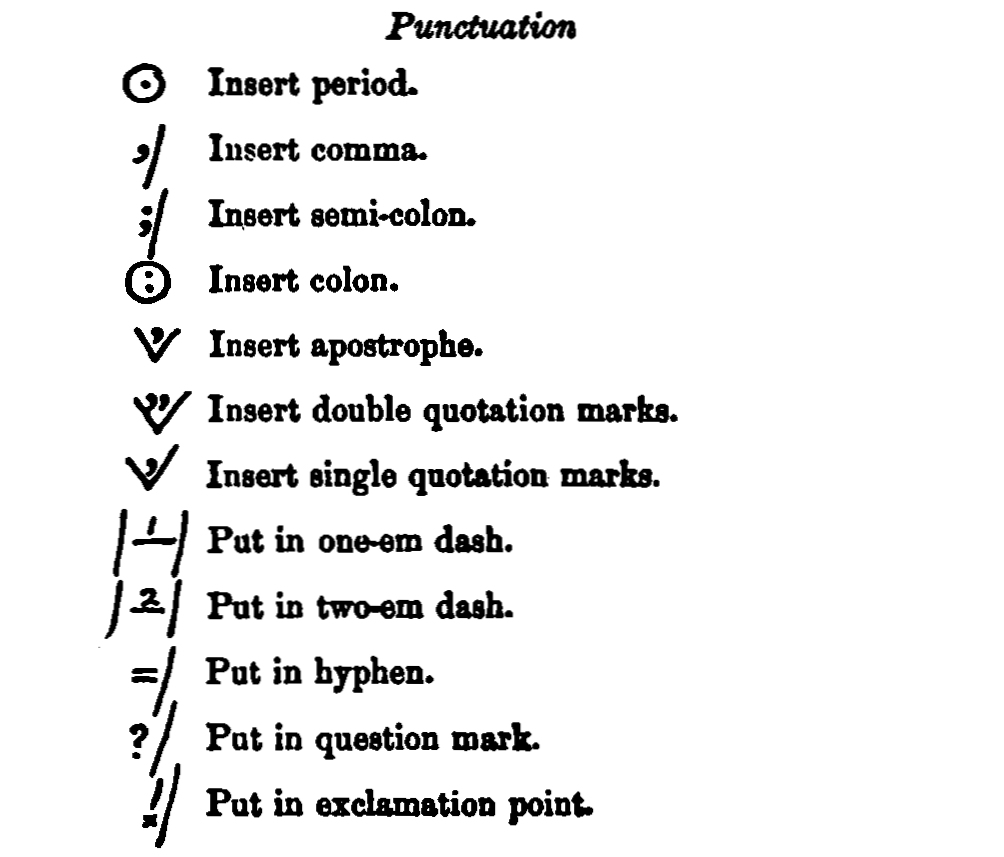 Punctuation
⊙ Insert period.
,/ Insert comma.
;/ Insert semi-colon.
(:) Insert colon.
V’ Insert apostrophe.
V” Insert double quotation marks.
V’ Insert single quotation marks.
|1—| Put in one-em dash.
|2—| Put in two-em dash.
=/ Put in hyphen.
?/ Put in question mark.
!/ Put in exclamation point.